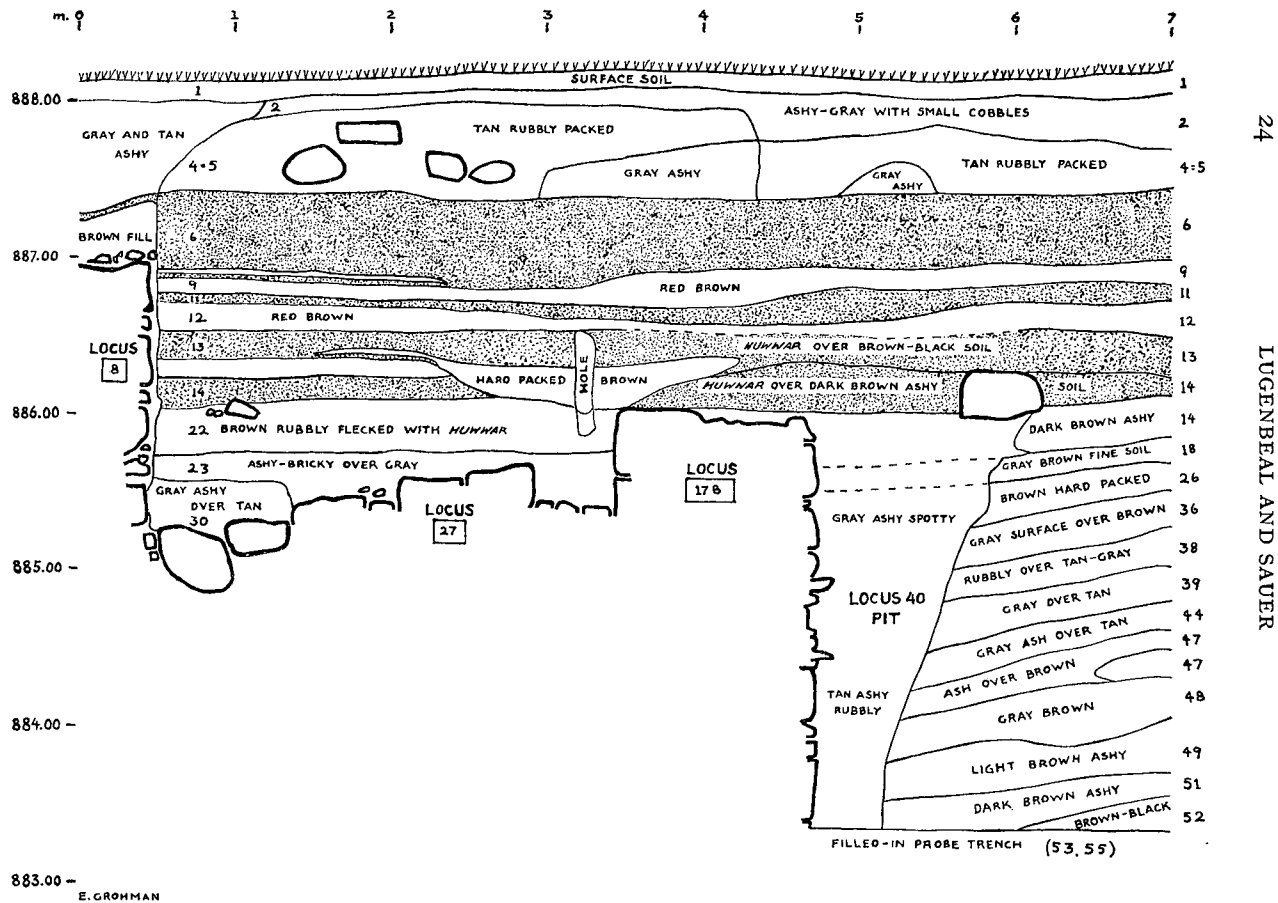 m. 0 1 2 3 4 5 6 7
SURFACE SOIL
1
1
888.00
2
ASHY-GRAY WITH SMALL COBBLES
2
GRAY AND TAN
ASHY
TAN RUBBLY PACKED
4=5
GRAY ASHY
GRAY
ASHY
TAN RUBBLY PACKED
4=5
BROWN FILL
6
6
887.00
9
9
RED BROWN
11
11
12
RED BROWN
12
LOCUS
8
13
HUWWAR OVER BROWN-BLACK SOIL
13
HOLE
HARD PACKED
BROWN
14
HUWWAR OVER DARK BROWN ASHY
SOIL
14
886.00
22 BROWN RUBBLY FLECKED WITH HUWWAR
DARK BROWN ASHY
14
23
ASHY-BRICKY OVER GRAY
GRAY BROWN FINE SOIL
18
GRAY ASHY
OVER TAN
30
LOCUS
27
LOCUS
17B
BROWN HARD PACKED
26
GRAY ASHY SPOTTY
GRAY SURFACE OVER BROWN
36
885.00
RUBBLY OVER TAN-GRAY
38
LOCUS 40
PIT
GRAY OVER TAN
39
GRAY ASH OVER TAN
44
47
ASH OVER BROWN
47
TAN ASHY
RUBBLY
48
884.00
GRAY BROWN
LIGHT BROWN ASHY
49
DARK BROWN ASHY
51
BROWN-BLACK
52
FILLED-IN PROBE TRENCH (53,55)
883.00
E. GROHMAN
24
LUGENBEAL AND SAUER